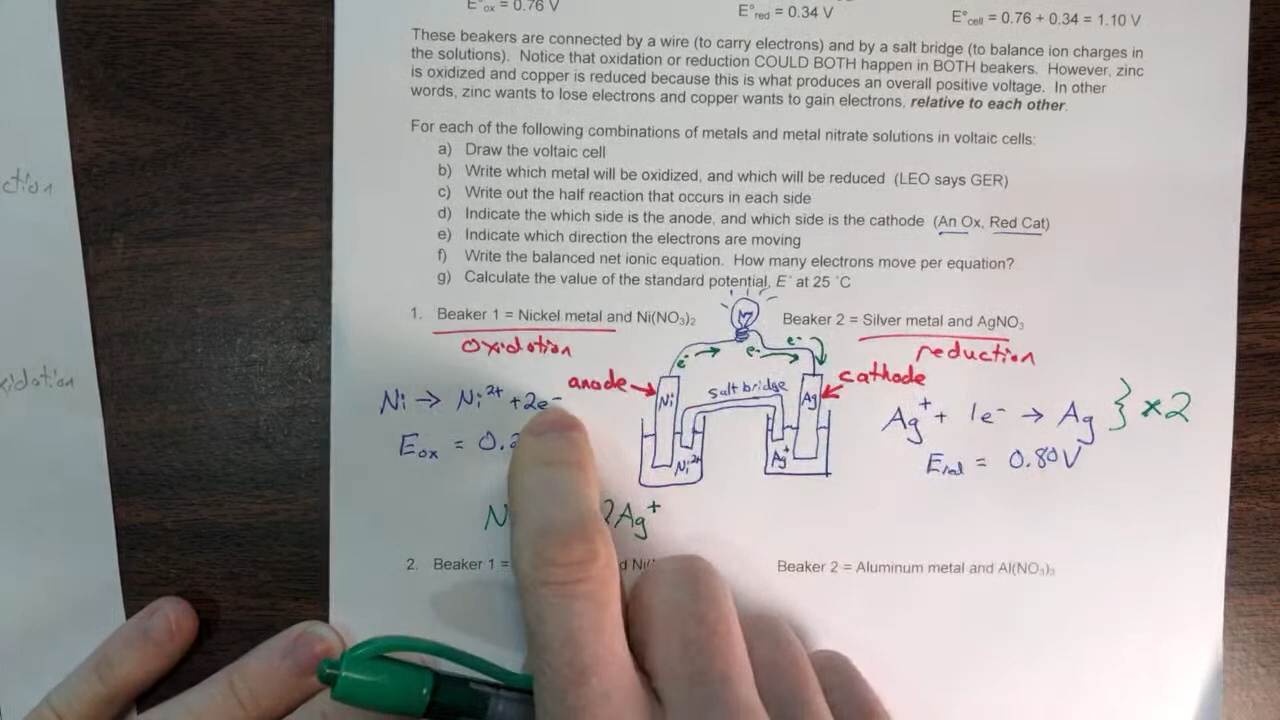 ction
xidation
E°ox = 0.76 V
E°red = 0.34 V
E°cell = 0.76 + 0.34 = 1.10 V
These beakers are connected by a wire (to carry electrons) and by a salt bridge (to balance ion charges in
the solutions). Notice that oxidation or reduction COULD BOTH happen in BOTH beakers. However, zinc
is oxidized and copper is reduced because this is what produces an overall positive voltage. In other
words, zinc wants to lose electrons and copper wants to gain electrons, relative to each other.
For each of the following combinations of metals and metal nitrate solutions in voltaic cells:
a) Draw the voltaic cell
b) Write which metal will be oxidized, and which will be reduced (LEO says GER)
c) Write out the half reaction that occurs in each side
d) Indicate the which side is the anode, and which side is the cathode (An Ox, Red Cat)
e) Indicate which direction the electrons are moving
f) Write the balanced net ionic equation. How many electrons move per equation?
g) Calculate the value of the standard potential, E° at 25 °C
1. Beaker 1 = Nickel metal and Ni(NO₃)₂
Beaker 2 = Silver metal and AgNO₃
oxidation
reduction
e⁻ e⁻ e⁻
anode
cathode
Ni
salt bridge
Ag
Ni²⁺
Ag⁺
Ni → Ni²⁺ + 2e⁻
Ag⁺ + 1e⁻ → Ag } ×2
Eox = 0.2
Ered = 0.80V
N 2Ag⁺
2. Beaker 1 = d Ni
Beaker 2 = Aluminum metal and Al(NO₃)₃